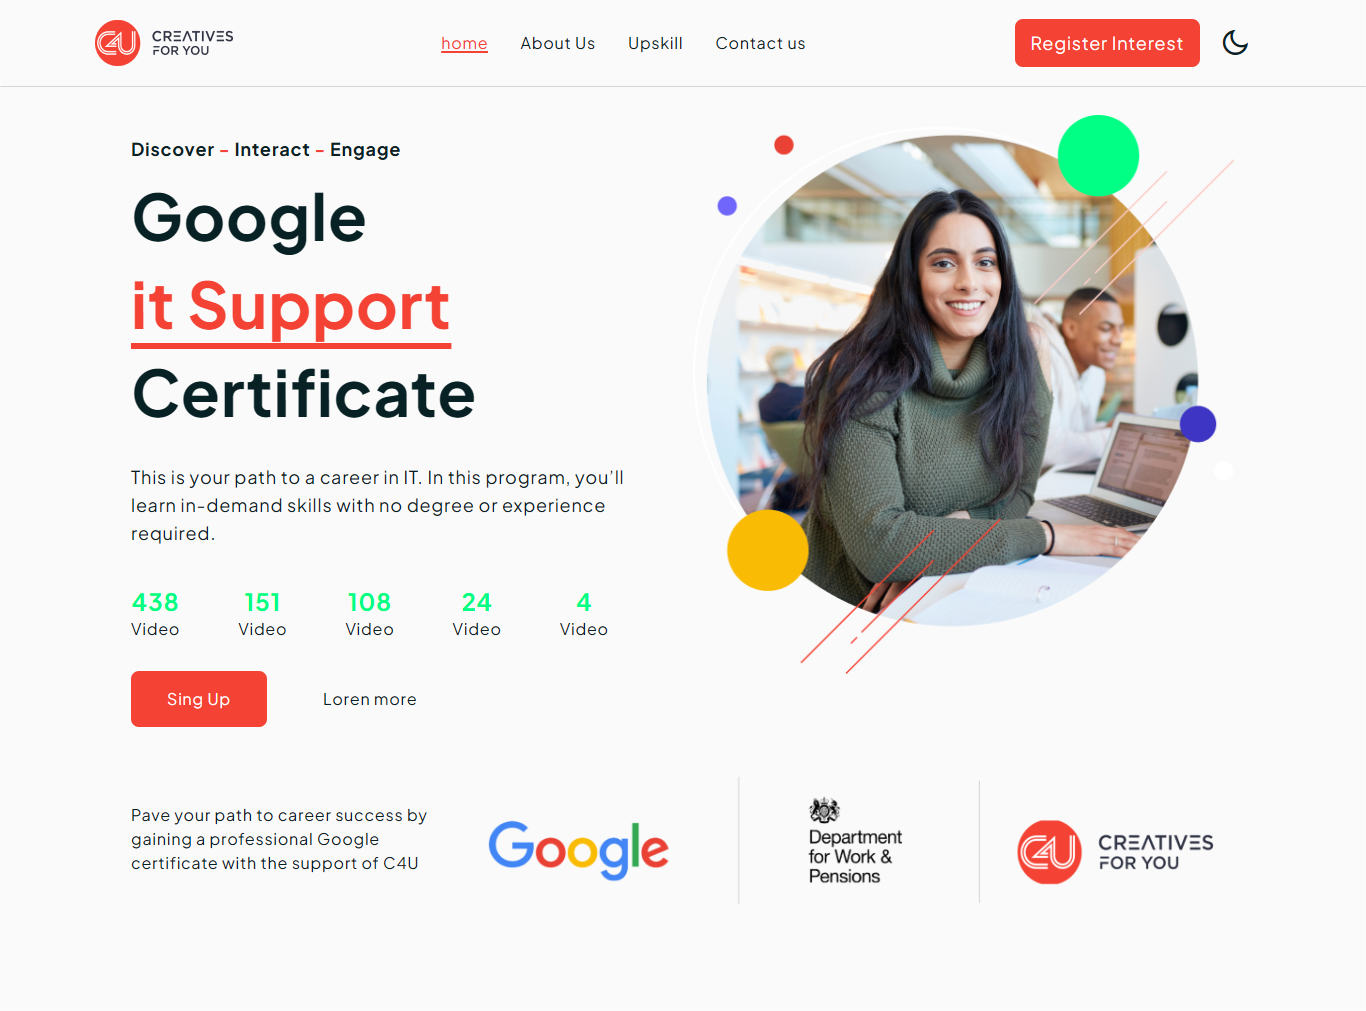 C4U CREATIVES
FOR YOU
home About Us Upskill Contact us
Register Interest
Discover – Interact – Engage
Google
it Support
Certificate
This is your path to a career in IT. In this program, you'll
learn in-demand skills with no degree or experience
required.
438 151 108 24 4
Video Video Video Video Video
Sing Up Loren more
Pave your path to career success by
gaining a professional Google
certificate with the support of C4U
Google
Department
for Work &
Pensions
C4U CREATIVES
FOR YOU